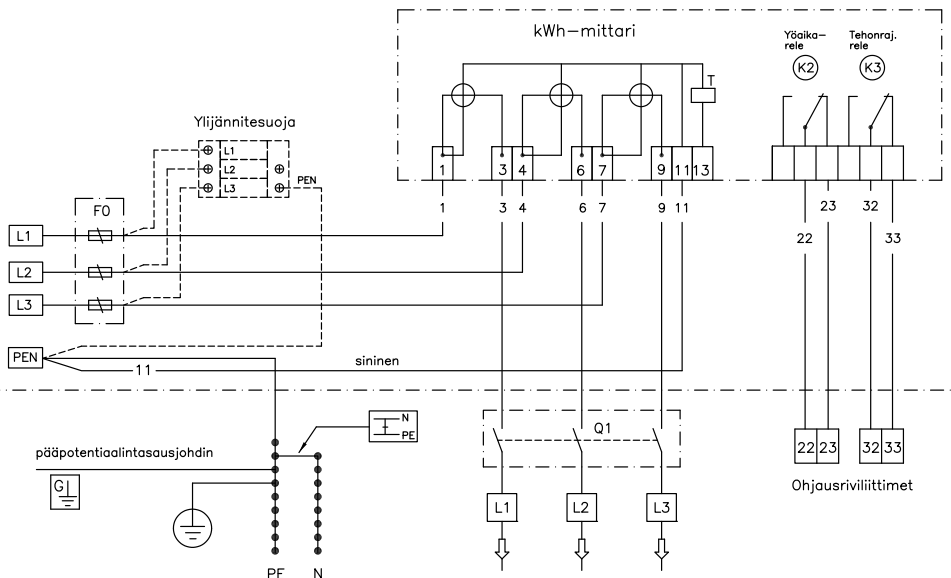 kWh-mittari
Yöaika-
rele
K2
Tehonraj.
rele
K3
T
1 3 4 6 7 9 11 13
1 3 4 6 7 9 11
22 23 32 33
Ylijännitesuoja
L1
L2
L3
PEN
F0
L1
L2
L3
PEN
11
sininen
N
PE
Q1
pääpotentiaalintasausjohdin
G
L1 L2 L3
22 23 32 33
Ohjausriviliittimet
PE N